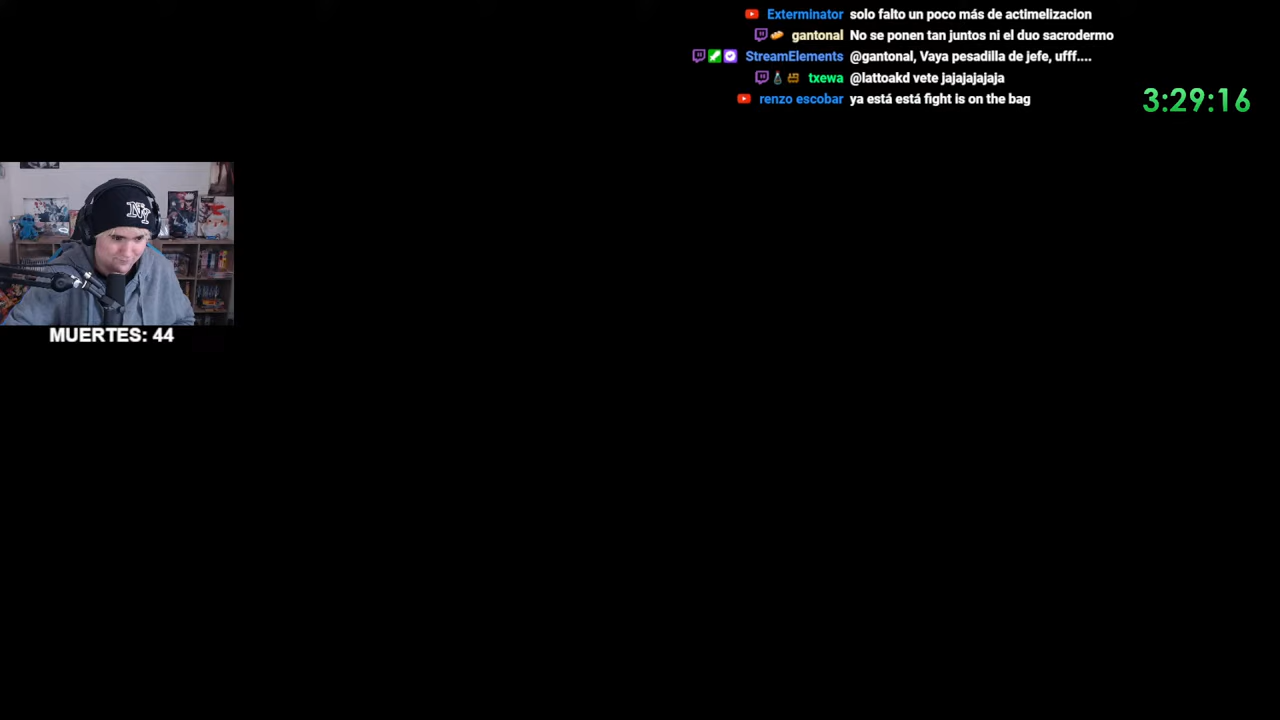 Exterminator solo falto un poco más de actimelizacion
gantonal No se ponen tan juntos ni el duo sacrodermo
StreamElements @gantonal, Vaya pesadilla de jefe, ufff....
txewa @lattoakd vete jajajajajaja
renzo escobar ya está está fight is on the bag
3:29:16
NY
MUERTES: 44